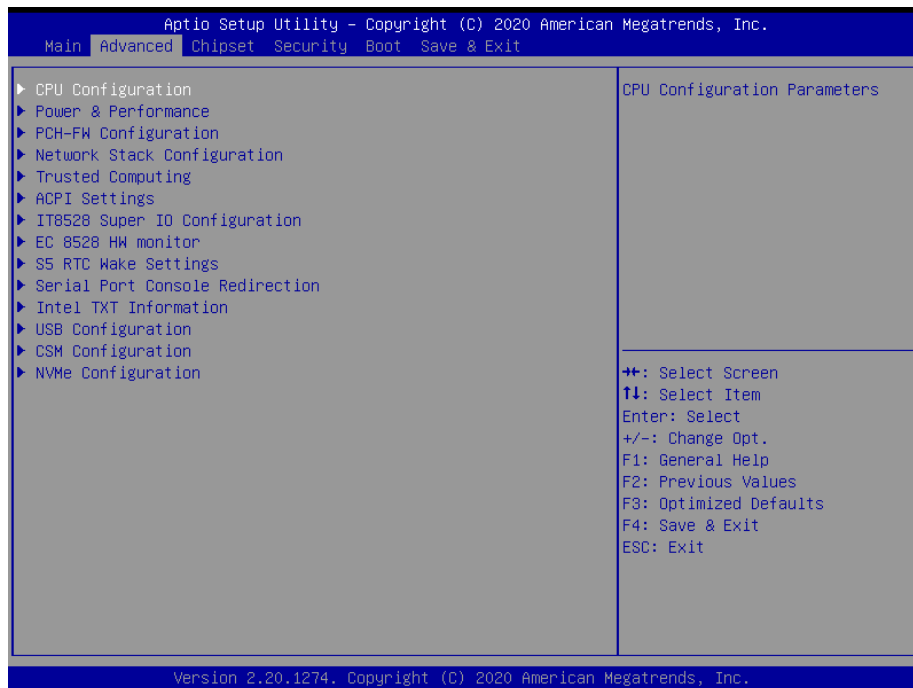 Aptio Setup Utility – Copyright (C) 2020 American Megatrends, Inc.
Main Advanced Chipset Security Boot Save & Exit
▶ CPU Configuration
▶ Power & Performance
▶ PCH-FW Configuration
▶ Network Stack Configuration
▶ Trusted Computing
▶ ACPI Settings
▶ IT8528 Super IO Configuration
▶ EC 8528 HW monitor
▶ S5 RTC Wake Settings
▶ Serial Port Console Redirection
▶ Intel TXT Information
▶ USB Configuration
▶ CSM Configuration
▶ NVMe Configuration
CPU Configuration Parameters
→←: Select Screen
↑↓: Select Item
Enter: Select
+/-: Change Opt.
F1: General Help
F2: Previous Values
F3: Optimized Defaults
F4: Save & Exit
ESC: Exit
Version 2.20.1274. Copyright (C) 2020 American Megatrends, Inc.